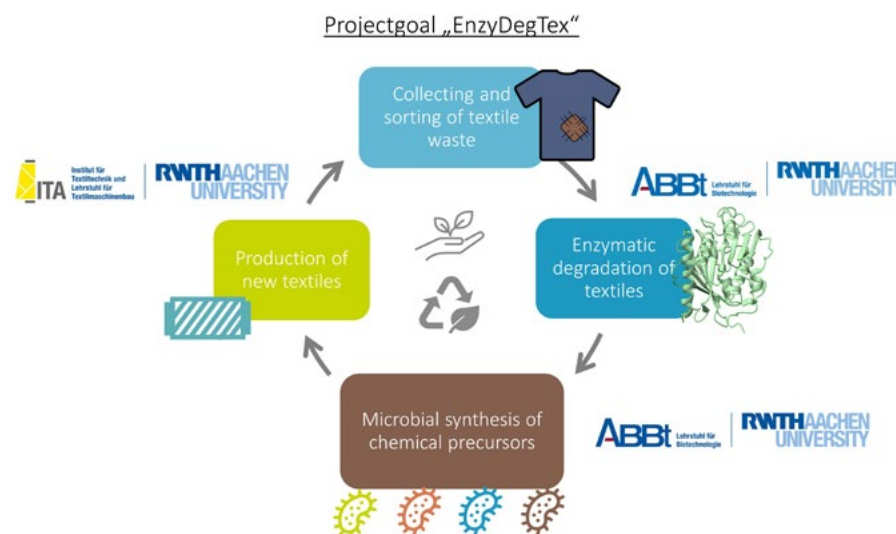 Projectgoal „EnzyDegTex“
Collecting and
sorting of textile
waste
ITA
Institut für
Textiltechnik und
Lehrstuhl für
Textilmaschinenbau
RWTHAACHEN
UNIVERSITY
ABBt
Lehrstuhl für
Biotechnologie
RWTHAACHEN
UNIVERSITY
Production of
new textiles
Enzymatic
degradation of
textiles
Microbial synthesis of
chemical precursors
ABBt
Lehrstuhl für
Biotechnologie
RWTHAACHEN
UNIVERSITY